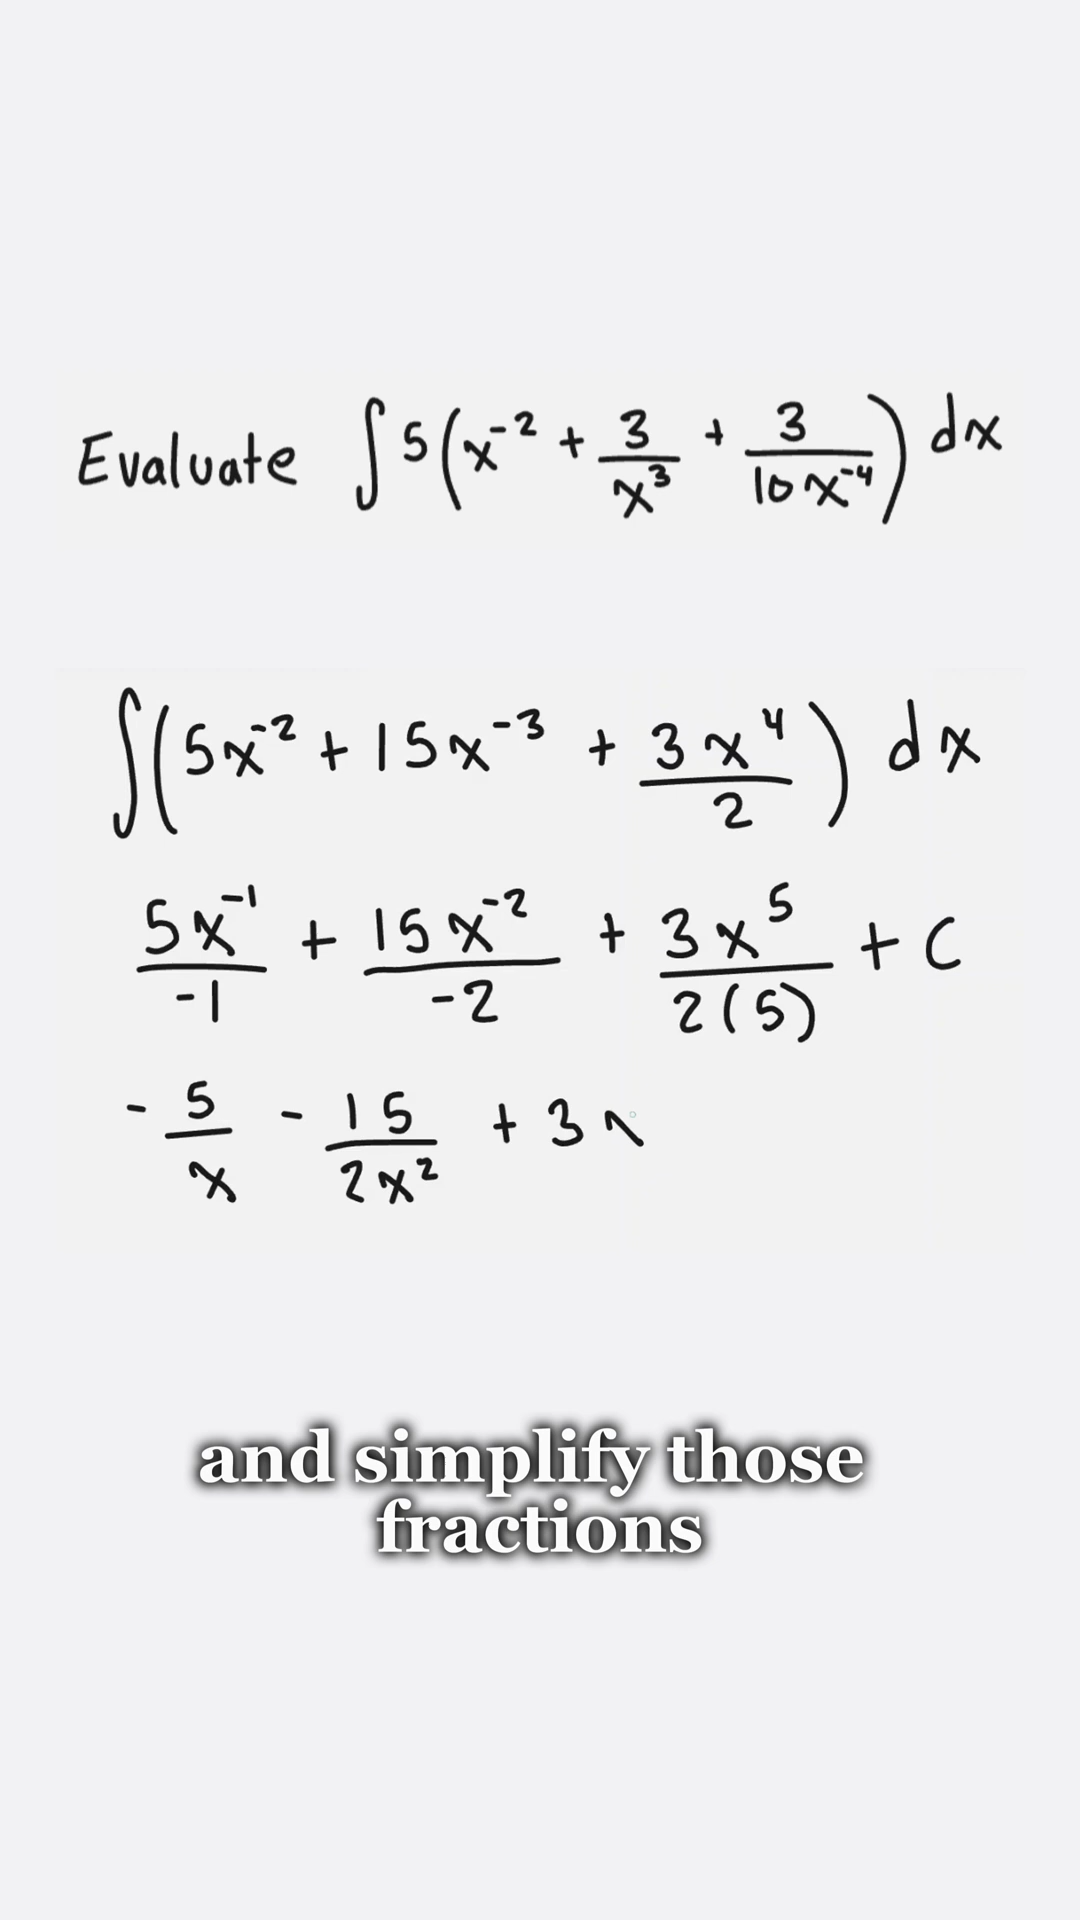 Evaluate ∫ 5(x⁻² + 3/x³ + 3/10x⁻⁴) dx
∫(5x⁻² + 15x⁻³ + 3x⁴/2) dx
5x⁻¹/-1 + 15x⁻²/-2 + 3x⁵/2(5) + C
- 5/x - 15/2x² + 3
and simplify those
fractions